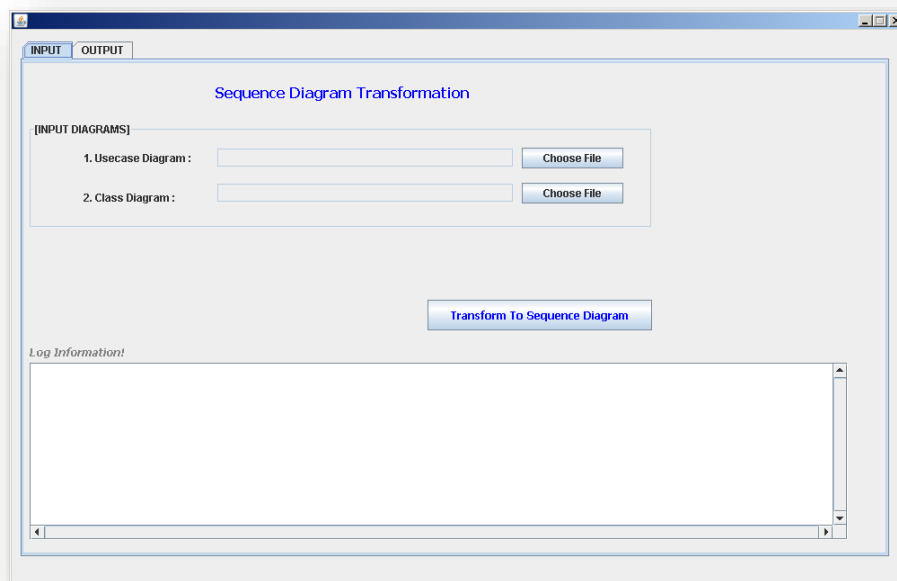 INPUT OUTPUT
Sequence Diagram Transformation
[INPUT DIAGRAMS]
1. Usecase Diagram : Choose File
2. Class Diagram : Choose File
Transform To Sequence Diagram
Log Information!